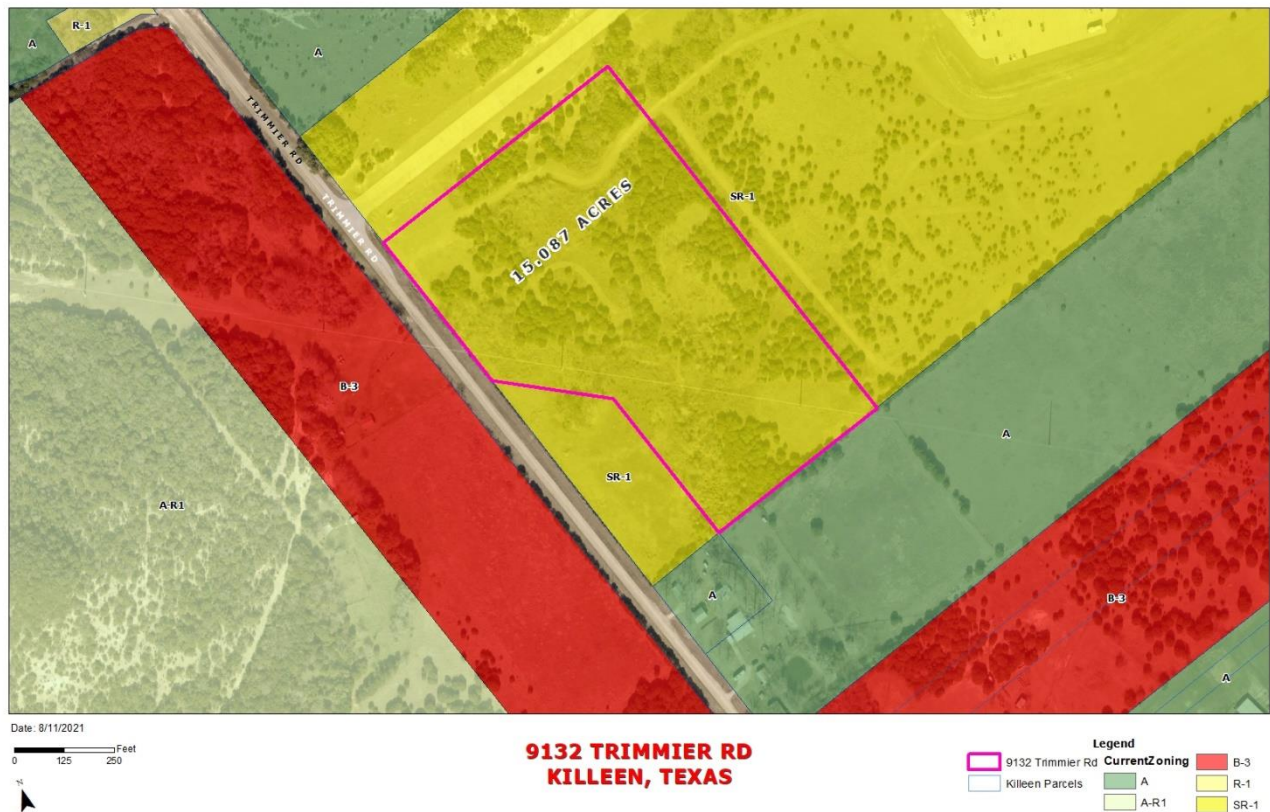 R-1
A
A
TRIMMIER RD
TRIMMIER RD
15.087 ACRES
SR-1
B-3
A
SR-1
A-R1
A
B-3
A
Date: 8/11/2021
Feet
0 125 250
N
9132 TRIMMIER RD
KILLEEN, TEXAS
Legend
9132 Trimmier Rd
Killeen Parcels
CurrentZoning
A
A-R1
B-3
R-1
SR-1